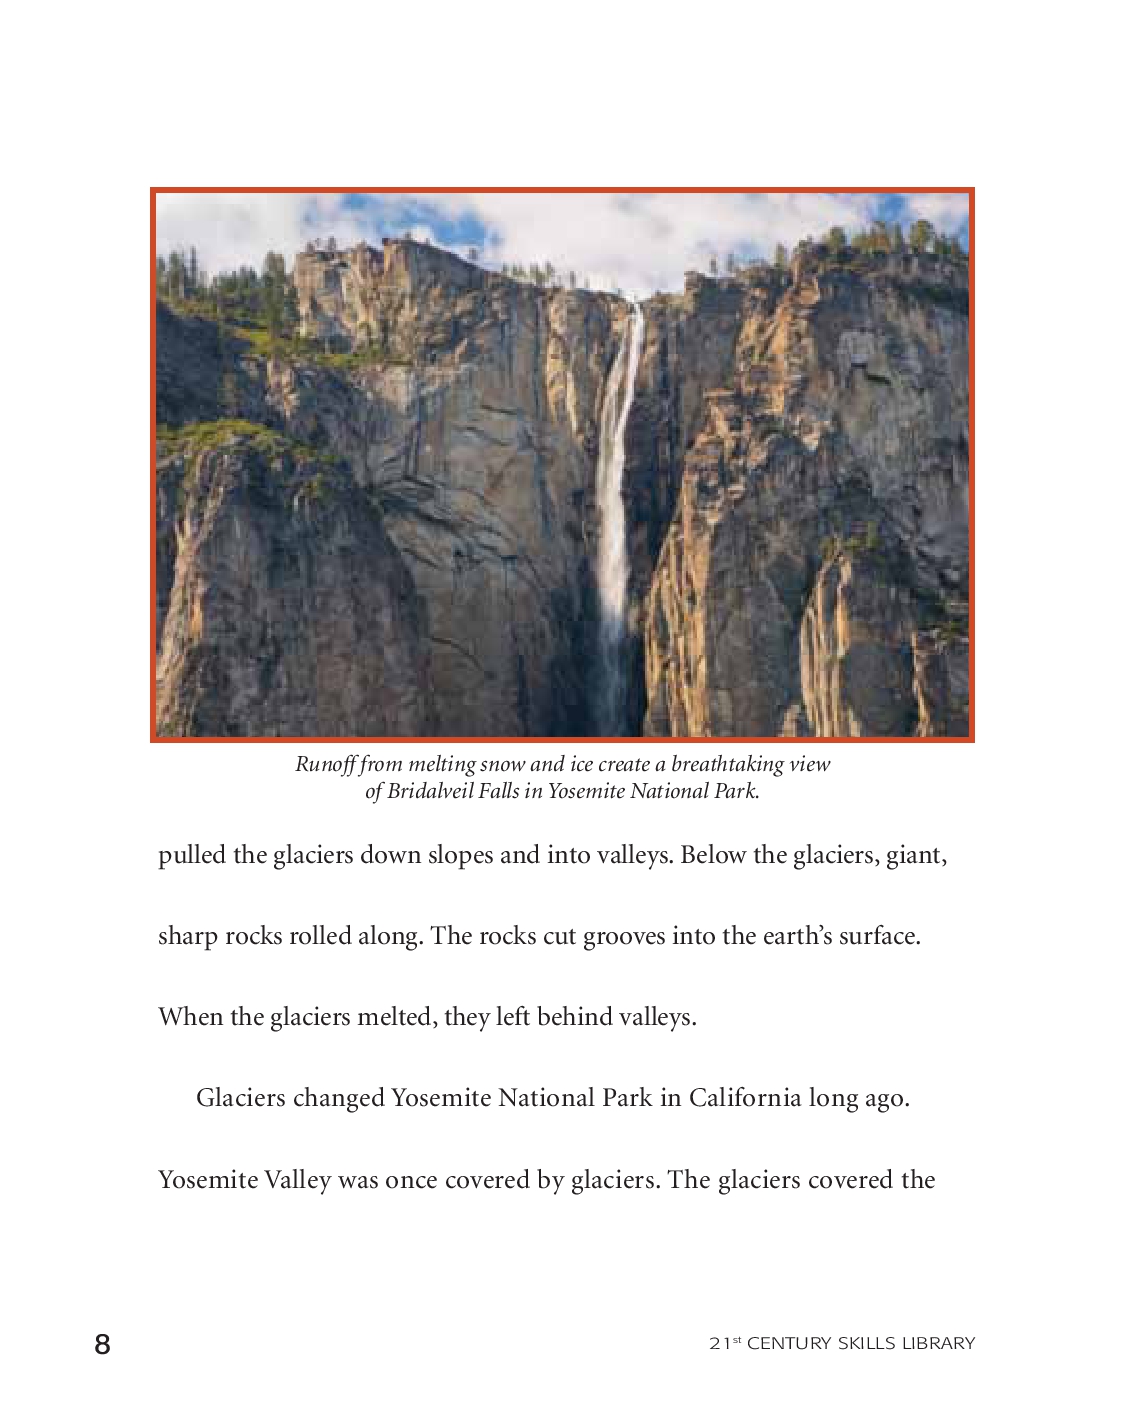 Runoff from melting snow and ice create a breathtaking view
of Bridalveil Falls in Yosemite National Park.
pulled the glaciers down slopes and into valleys. Below the glaciers, giant,
sharp rocks rolled along. The rocks cut grooves into the earth’s surface.
When the glaciers melted, they left behind valleys.
Glaciers changed Yosemite National Park in California long ago.
Yosemite Valley was once covered by glaciers. The glaciers covered the
8 21st CENTURY SKILLS LIBRARY